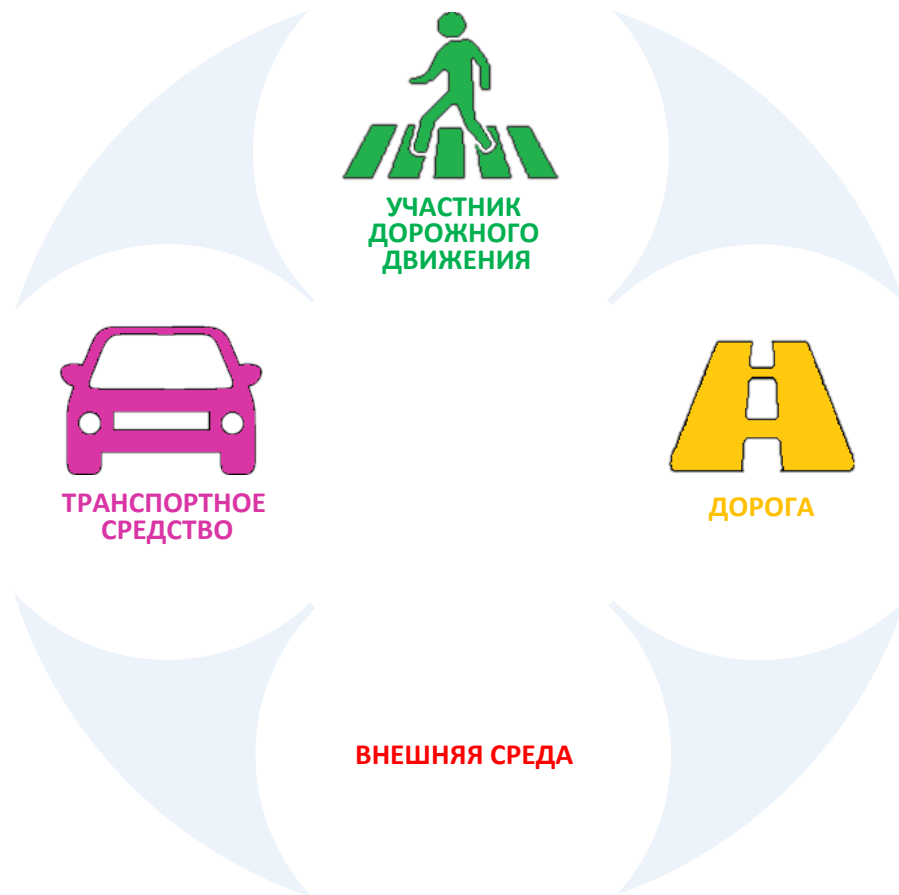 УЧАСТНИК
ДОРОЖНОГО
ДВИЖЕНИЯ
ТРАНСПОРТНОЕ
СРЕДСТВО
ДОРОГА
ВНЕШНЯЯ СРЕДА